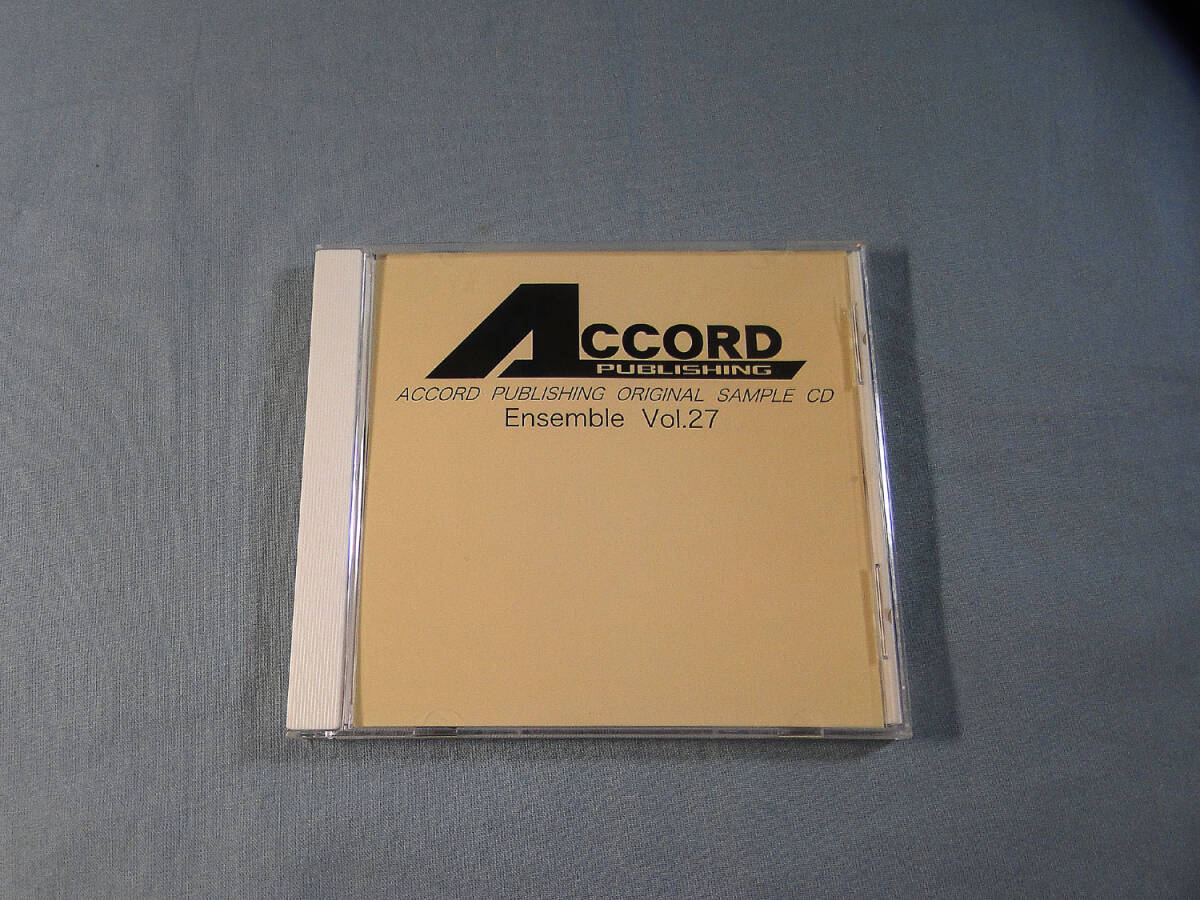 ACCORD
PUBLISHING
ACCORD PUBLISHING ORIGINAL SAMPLE CD
Ensemble Vol.27